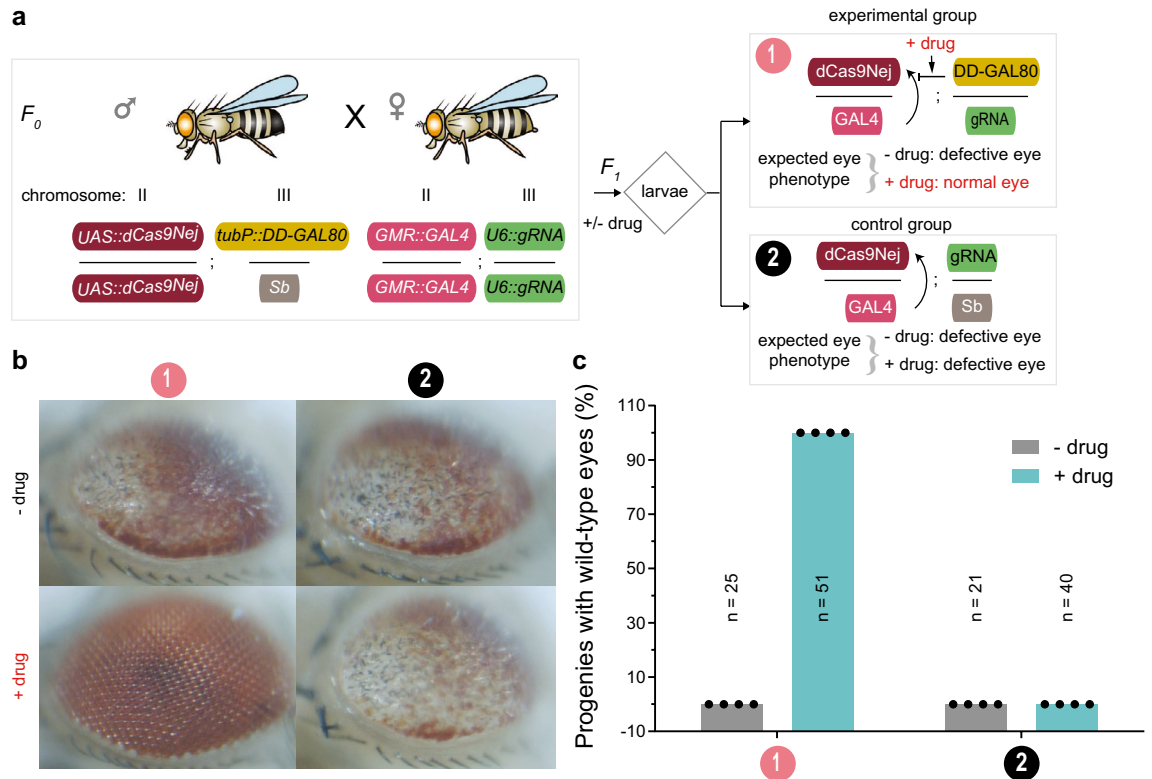 a
F0
♂
X
♀
chromosome: II III II III
UAS::dCas9Nej tubP::DD-GAL80 GMR::GAL4 U6::gRNA
; ;
UAS::dCas9Nej Sb GMR::GAL4 U6::gRNA
F1
+/- drug
larvae
experimental group
1
+ drug
dCas9Nej DD-GAL80
;
GAL4 gRNA
expected eye phenotype } - drug: defective eye
+ drug: normal eye
control group
2
dCas9Nej gRNA
;
GAL4 Sb
expected eye phenotype } - drug: defective eye
+ drug: defective eye
b
1 2
- drug
+ drug
c
Progenies with wild-type eyes (%)
110
90
70
50
30
10
-10
- drug
+ drug
n = 25
n = 51
n = 21
n = 40
1 2